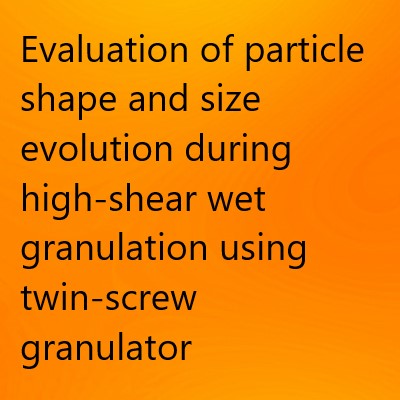 Evaluation of particle
shape and size
evolution during
high-shear wet
granulation using
twin-screw
granulator